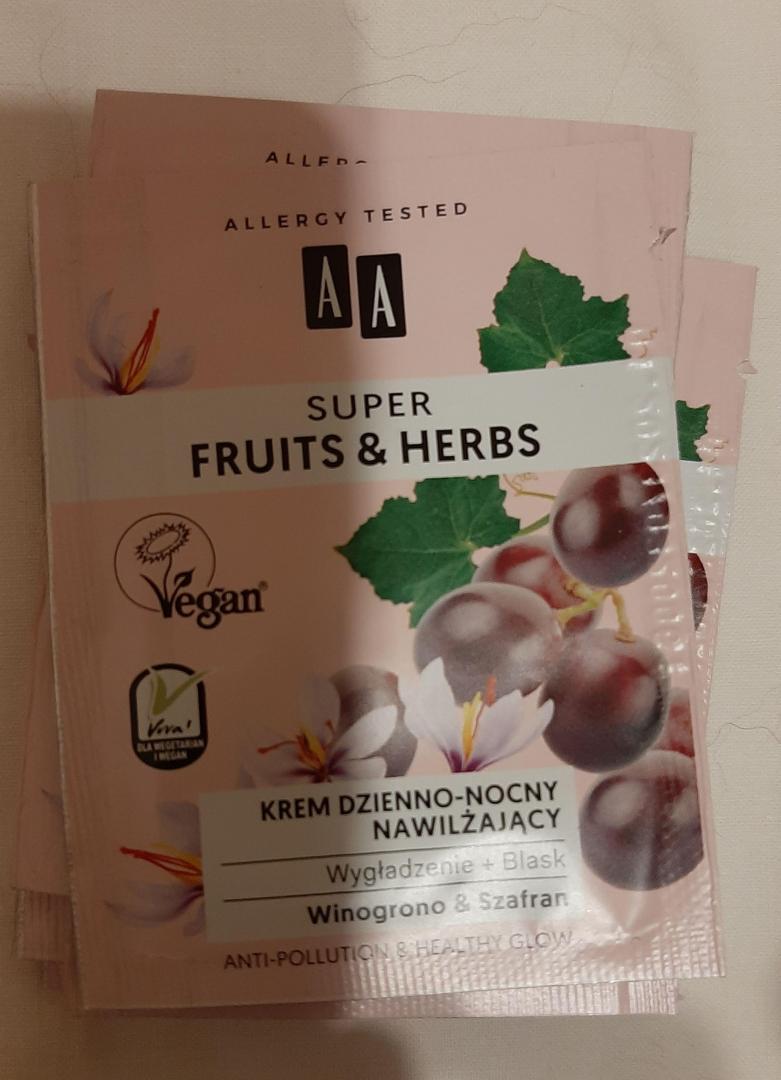 ALLERG
ALLERGY TESTED
AA
SUPER
FRUITS & HERBS
Vegan
Viva!
DLA WEGETARIAN
I WEGAN
KREM DZIENNO-NOCNY
NAWILŻAJĄCY
Wygładzenie + Blask
Winogrono & Szafran
ANTI-POLLUTION & HEALTHY GLOW